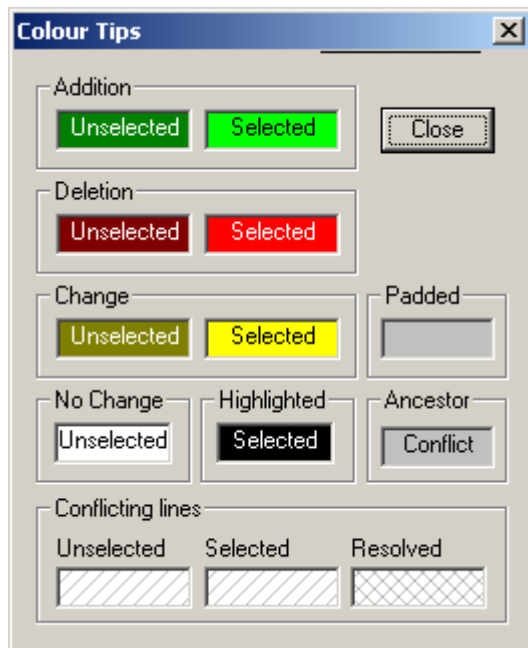 Colour Tips
Addition
Unselected Selected
Close
Deletion
Unselected Selected
Change
Unselected Selected
Padded
No Change
Unselected
Highlighted
Selected
Ancestor
Conflict
Conflicting lines
Unselected Selected Resolved